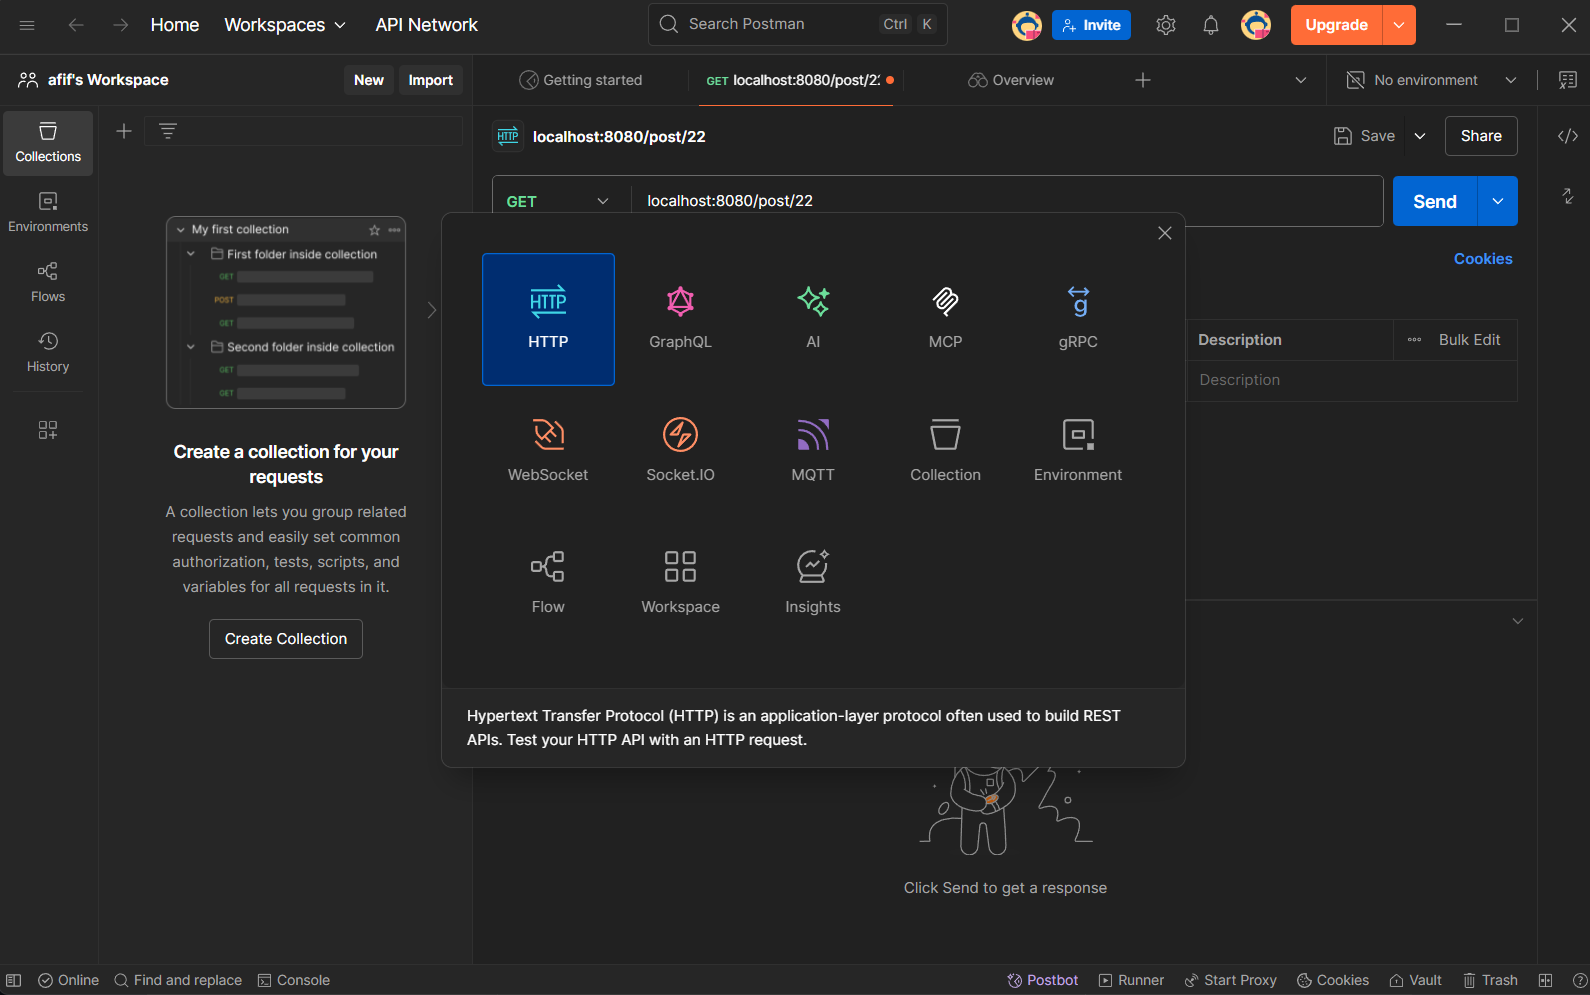 Home
Workspaces
API Network
Search Postman
Ctrl
K
Invite
Upgrade
afif's Workspace
New
Import
Getting started
GET localhost:8080/post/22
Overview
No environment
Collections
Environments
Flows
History
HTTP localhost:8080/post/22
Save
Share
GET
localhost:8080/post/22
Send
Cookies
My first collection
First folder inside collection
GET
POST
GET
Second folder inside collection
GET
GET
Create a collection for your
requests
A collection lets you group related
requests and easily set common
authorization, tests, scripts, and
variables for all requests in it.
Create Collection
HTTP
HTTP
GraphQL
AI
MCP
g
gRPC
WebSocket
Socket.IO
MQTT
Collection
Environment
Flow
Workspace
Insights
Hypertext Transfer Protocol (HTTP) is an application-layer protocol often used to build REST
APIs. Test your HTTP API with an HTTP request.
Description
Bulk Edit
Description
Click Send to get a response
Online
Find and replace
Console
Postbot
Runner
Start Proxy
Cookies
Vault
Trash